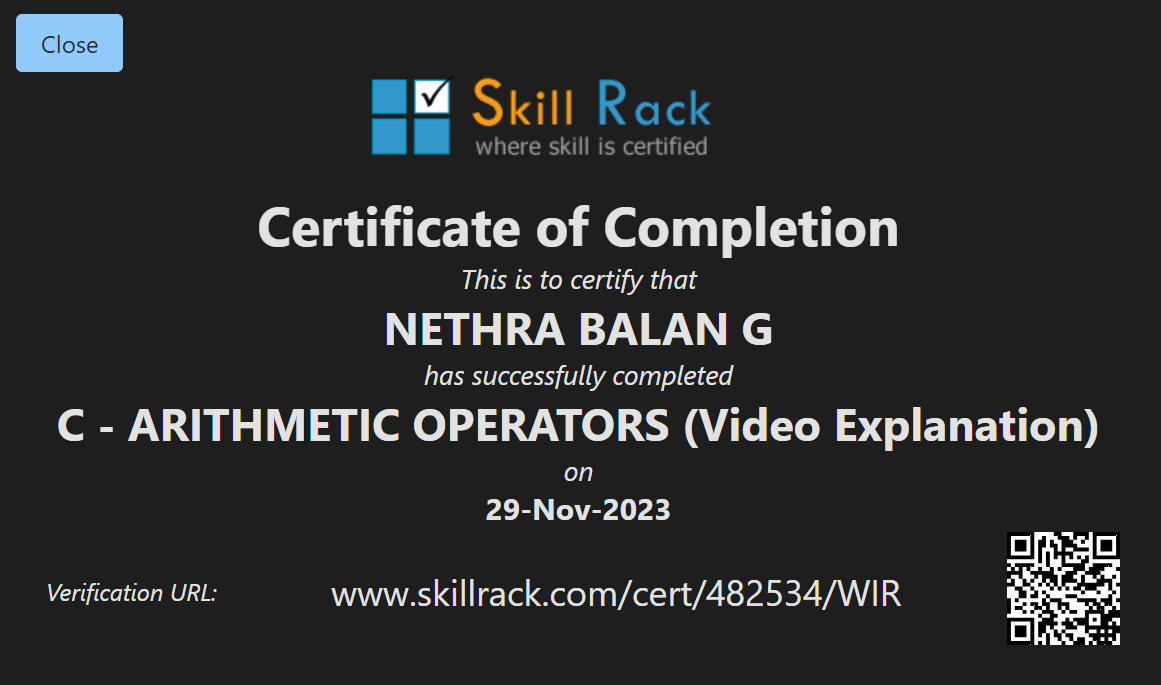 Close
Skill Rack
where skill is certified
Certificate of Completion
This is to certify that
NETHRA BALAN G
has successfully completed
C - ARITHMETIC OPERATORS (Video Explanation)
on
29-Nov-2023
Verification URL:
www.skillrack.com/cert/482534/WIR